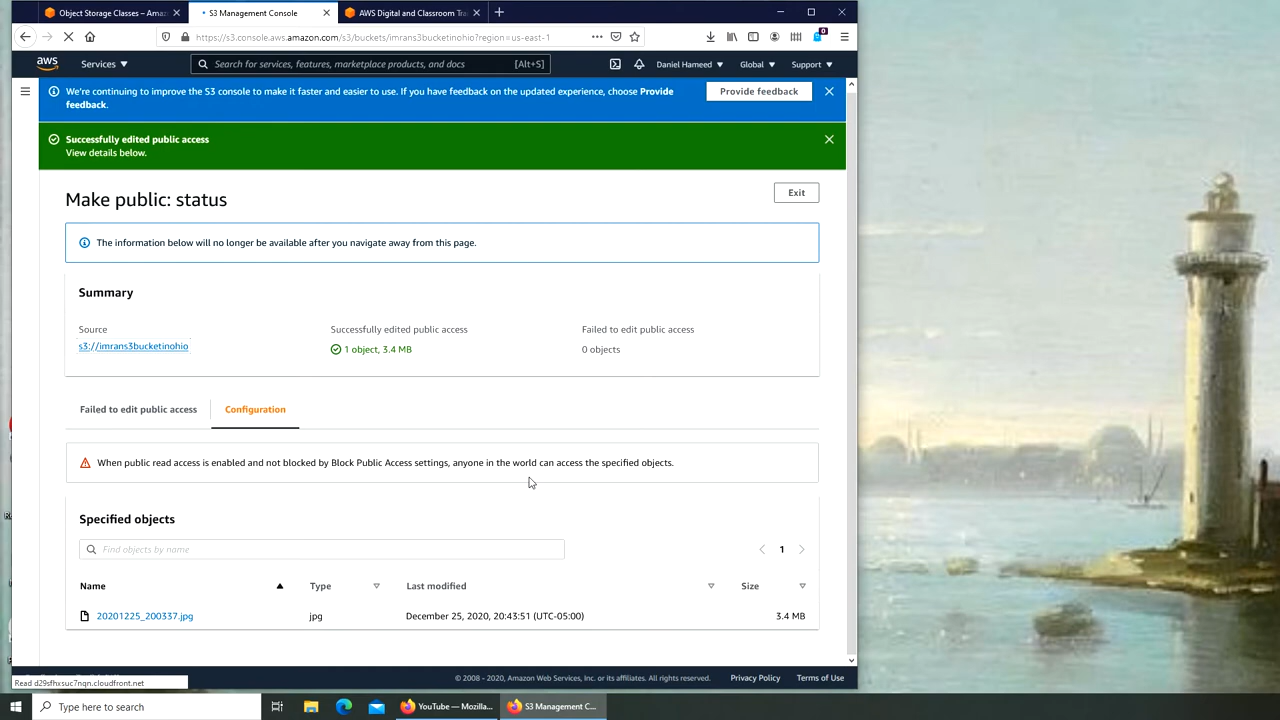 Object Storage Classes – Amaz
S3 Management Console
AWS Digital and Classroom Tra
https://s3.console.aws.amazon.com/s3/buckets/imrans3bucketinohio?region=us-east-1
0
aws
Services
Search for services, features, marketplace products, and docs
[Alt+S]
Daniel Hameed
Global
Support
We're continuing to improve the S3 console to make it faster and easier to use. If you have feedback on the updated experience, choose Provide
feedback.
Provide feedback
Successfully edited public access
View details below.
Make public: status
Exit
The information below will no longer be available after you navigate away from this page.
Summary
Source
Successfully edited public access
Failed to edit public access
s3://imrans3bucketinohio
1 object, 3.4 MB
0 objects
Failed to edit public access
Configuration
When public read access is enabled and not blocked by Block Public Access settings, anyone in the world can access the specified objects.
Specified objects
Find objects by name
1
Name
Type
Last modified
Size
20201225_200337.jpg
jpg
December 25, 2020, 20:43:51 (UTC-05:00)
3.4 MB
© 2008 - 2020, Amazon Web Services, Inc. or its affiliates. All rights reserved.
Privacy Policy
Terms of Use
Read d29sfhxsuc7nqn.cloudfront.net
Type here to search
YouTube — Mozilla...
S3 Management C...